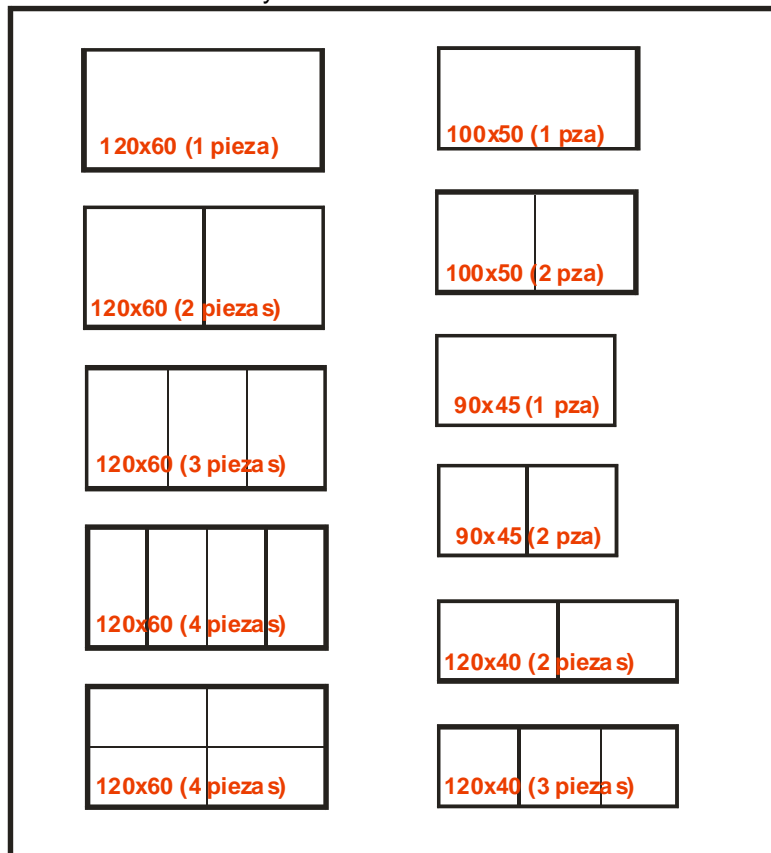 120x60 (1 pieza)
120x60 (2 piezas)
120x60 (3 piezas)
120x60 (4 piezas)
120x60 (4 piezas)
100x50 (1 pza)
100x50 (2 pza)
90x45 (1 pza)
90x45 (2 pza)
120x40 (2 piezas)
120x40 (3 piezas)